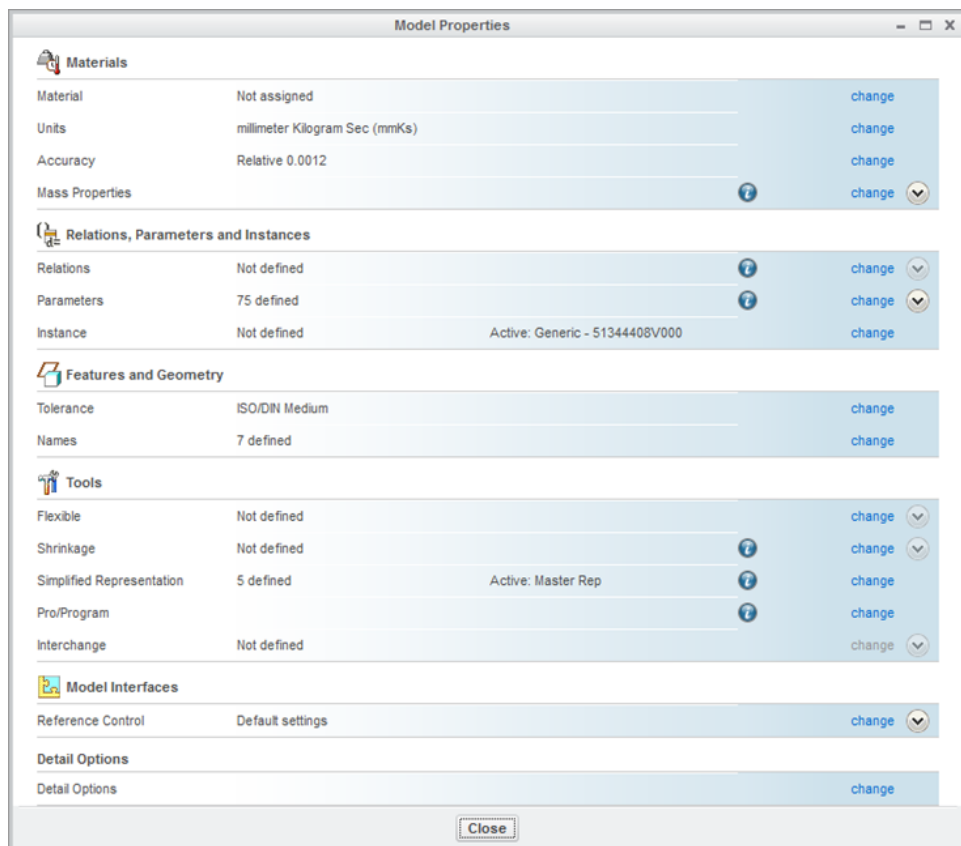 Model Properties
Materials
Material Not assigned change
Units millimeter Kilogram Sec (mmKs) change
Accuracy Relative 0.0012 change
Mass Properties change
Relations, Parameters and Instances
Relations Not defined change
Parameters 75 defined change
Instance Not defined Active: Generic - 51344408V000 change
Features and Geometry
Tolerance ISO/DIN Medium change
Names 7 defined change
Tools
Flexible Not defined change
Shrinkage Not defined change
Simplified Representation 5 defined Active: Master Rep change
Pro/Program change
Interchange Not defined change
Model Interfaces
Reference Control Default settings change
Detail Options
Detail Options change
Close